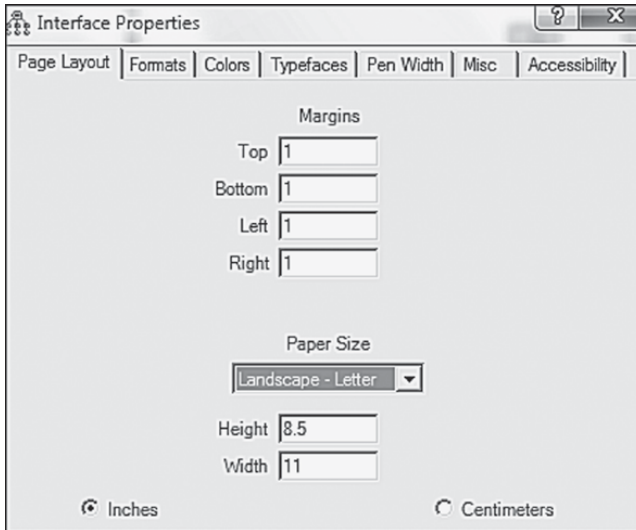 Interface Properties
? X
Page Layout Formats Colors Typefaces Pen Width Misc Accessibility
Margins
Top 1
Bottom 1
Left 1
Right 1
Paper Size
Landscape - Letter
Height 8.5
Width 11
Inches Centimeters